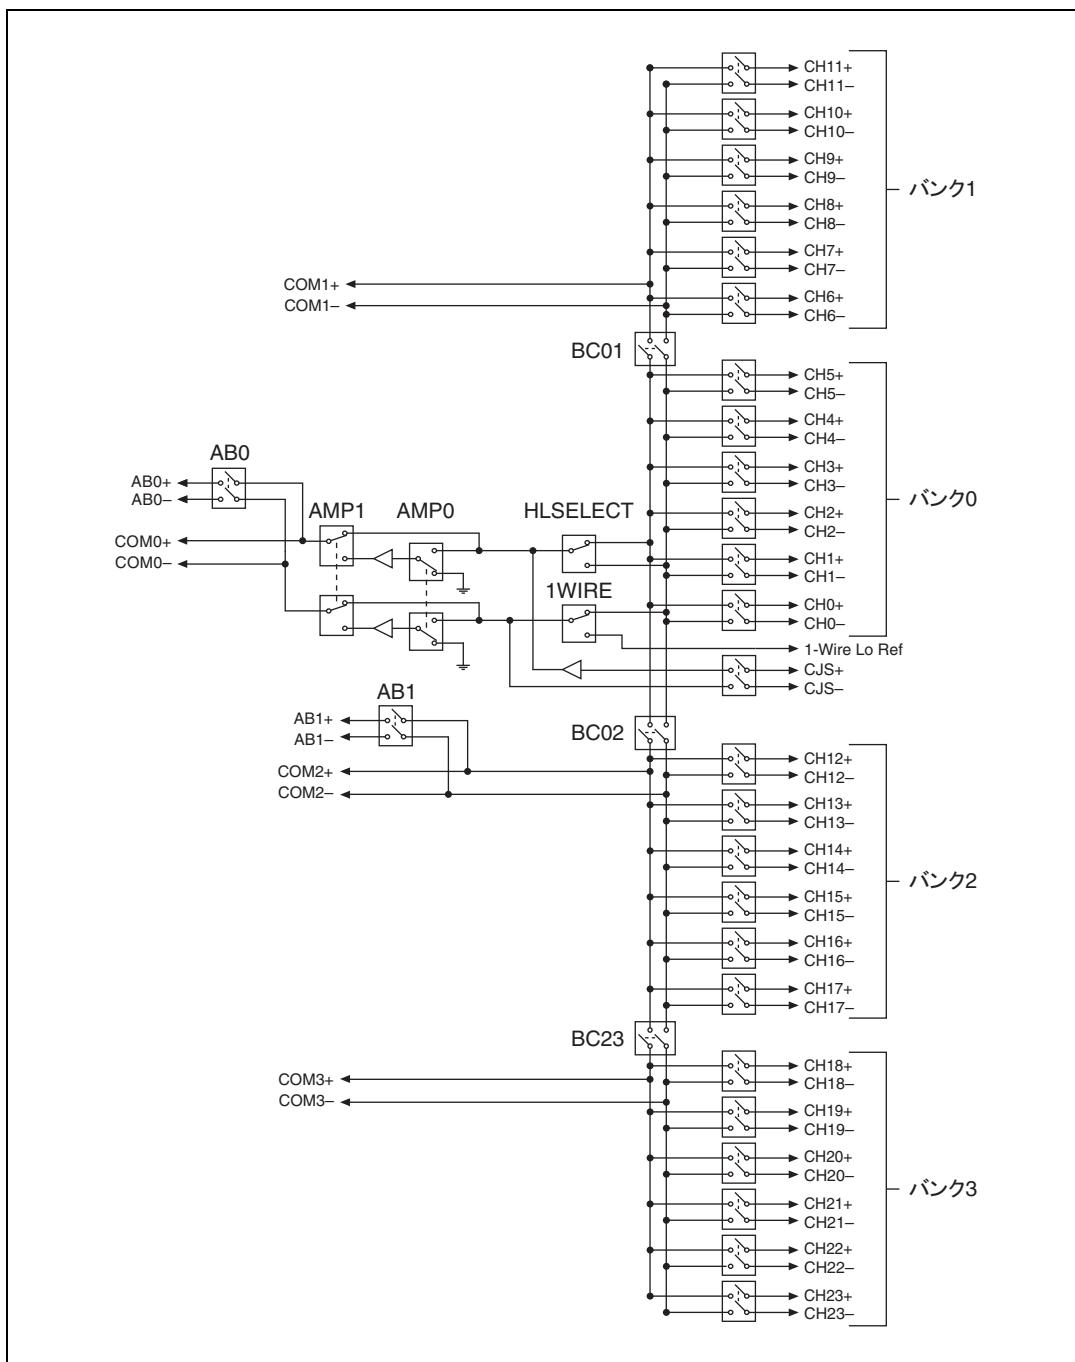 CH11+
CH11–
CH10+
CH10–
CH9+
CH9–
CH8+
CH8–
CH7+
CH7–
CH6+
CH6–
バンク1
COM1+
COM1–
BC01
CH5+
CH5–
CH4+
CH4–
CH3+
CH3–
CH2+
CH2–
CH1+
CH1–
CH0+
CH0–
バンク0
1-Wire Lo Ref
CJS+
CJS–
AB0
AB0+
AB0–
COM0+
COM0–
AMP1
AMP0
HLSELECT
1WIRE
AB1
AB1+
AB1–
COM2+
COM2–
BC02
CH12+
CH12–
CH13+
CH13–
CH14+
CH14–
CH15+
CH15–
CH16+
CH16–
CH17+
CH17–
バンク2
BC23
COM3+
COM3–
CH18+
CH18–
CH19+
CH19–
CH20+
CH20–
CH21+
CH21–
CH22+
CH22–
CH23+
CH23–
バンク3